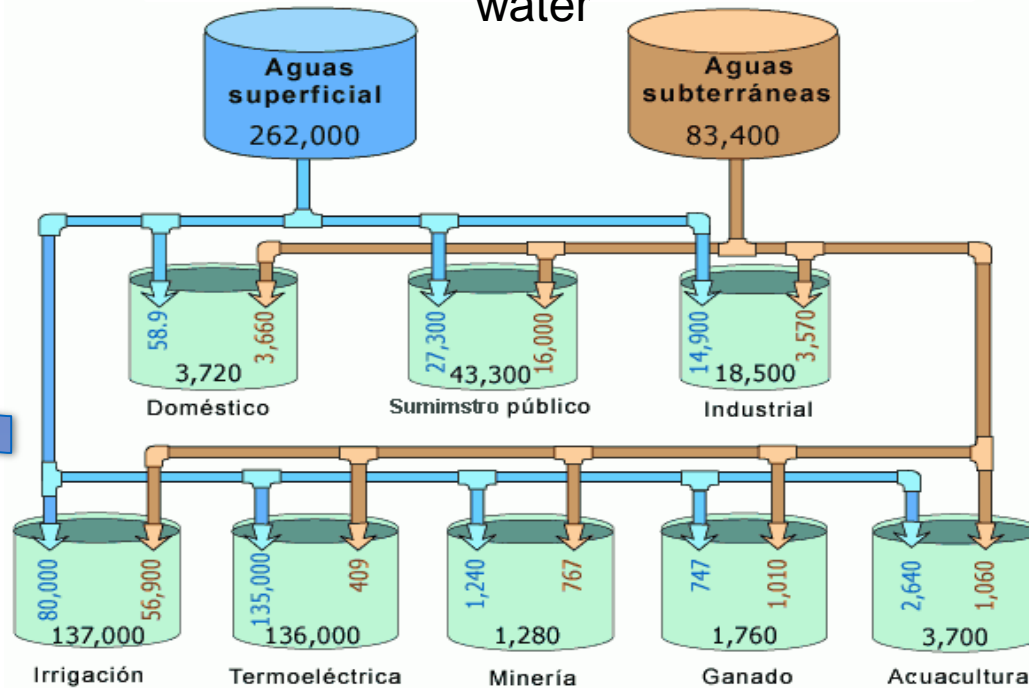 water
Aguas
superficial
262,000
Aguas
subterráneas
83,400
58.9
3,660
3,720
Doméstico
27,300
16,000
43,300
Sumimstro público
14,900
3,570
18,500
Industrial
80,000
56,900
137,000
Irrigación
135,000
409
136,000
Termoeléctrica
1,240
767
1,280
Minería
747
1,010
1,760
Ganado
2,640
1,060
3,700
Acuacultura